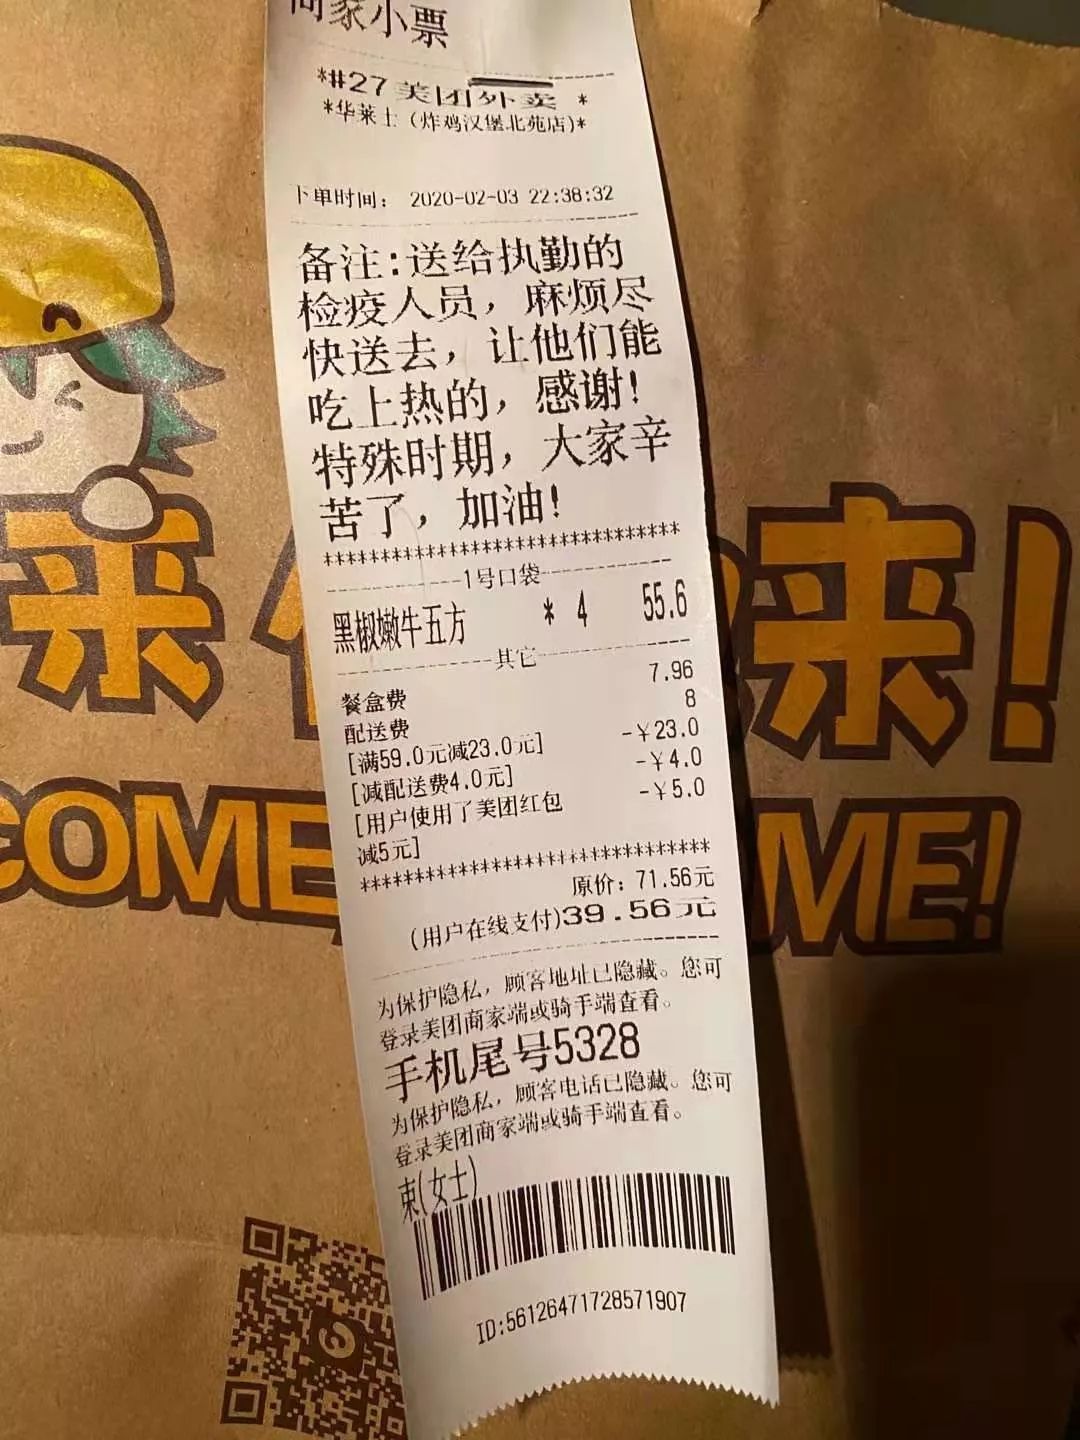 商家小票
*#27美团外卖 *
*华莱士（炸鸡汉堡北苑店)*
下单时间： 2020-02-03 22:38:32
备注:送给执勤的
检疫人员，麻烦尽
快送去，让他们能
吃上热的，感谢!
特殊时期，大家辛
苦了，加油!
*******************************
1号口袋
黑椒嫩牛五方 * 4 55.6
其它
餐盒费 7.96
配送费 8
[满59.0元减23.0元] -￥23.0
[减配送费4.0元] -￥4.0
[用户使用了美团红包 -￥5.0
减5元]
*******************************
原价：71.56元
(用户在线支付)39.56元
为保护隐私，顾客地址已隐藏。您可
登录美团商家端或骑手端查看。
手机尾号5328
为保护隐私，顾客电话已隐藏。您可
登录美团商家端或骑手端查看。
束(女士)
ID:56126471728571907
来 来!
COME, ME!